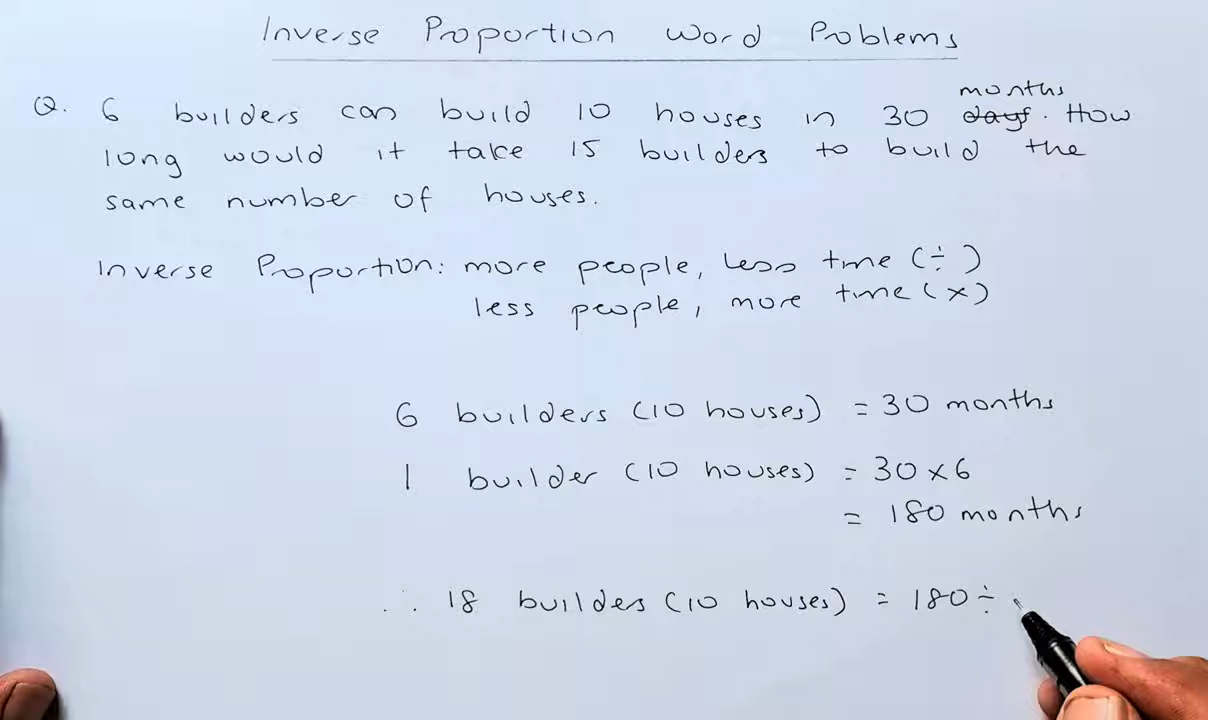 Inverse Proportion Word Problems
months
Q. 6 builders can build 10 houses in 30 days. How
long would it take 15 builders to build the
same number of houses.
Inverse Proportion: more people, less time (÷)
less people, more time (×)
6 builders (10 houses) = 30 months
1 builder (10 houses) = 30 × 6
= 180 months
∴ 18 builders (10 houses) = 180 ÷